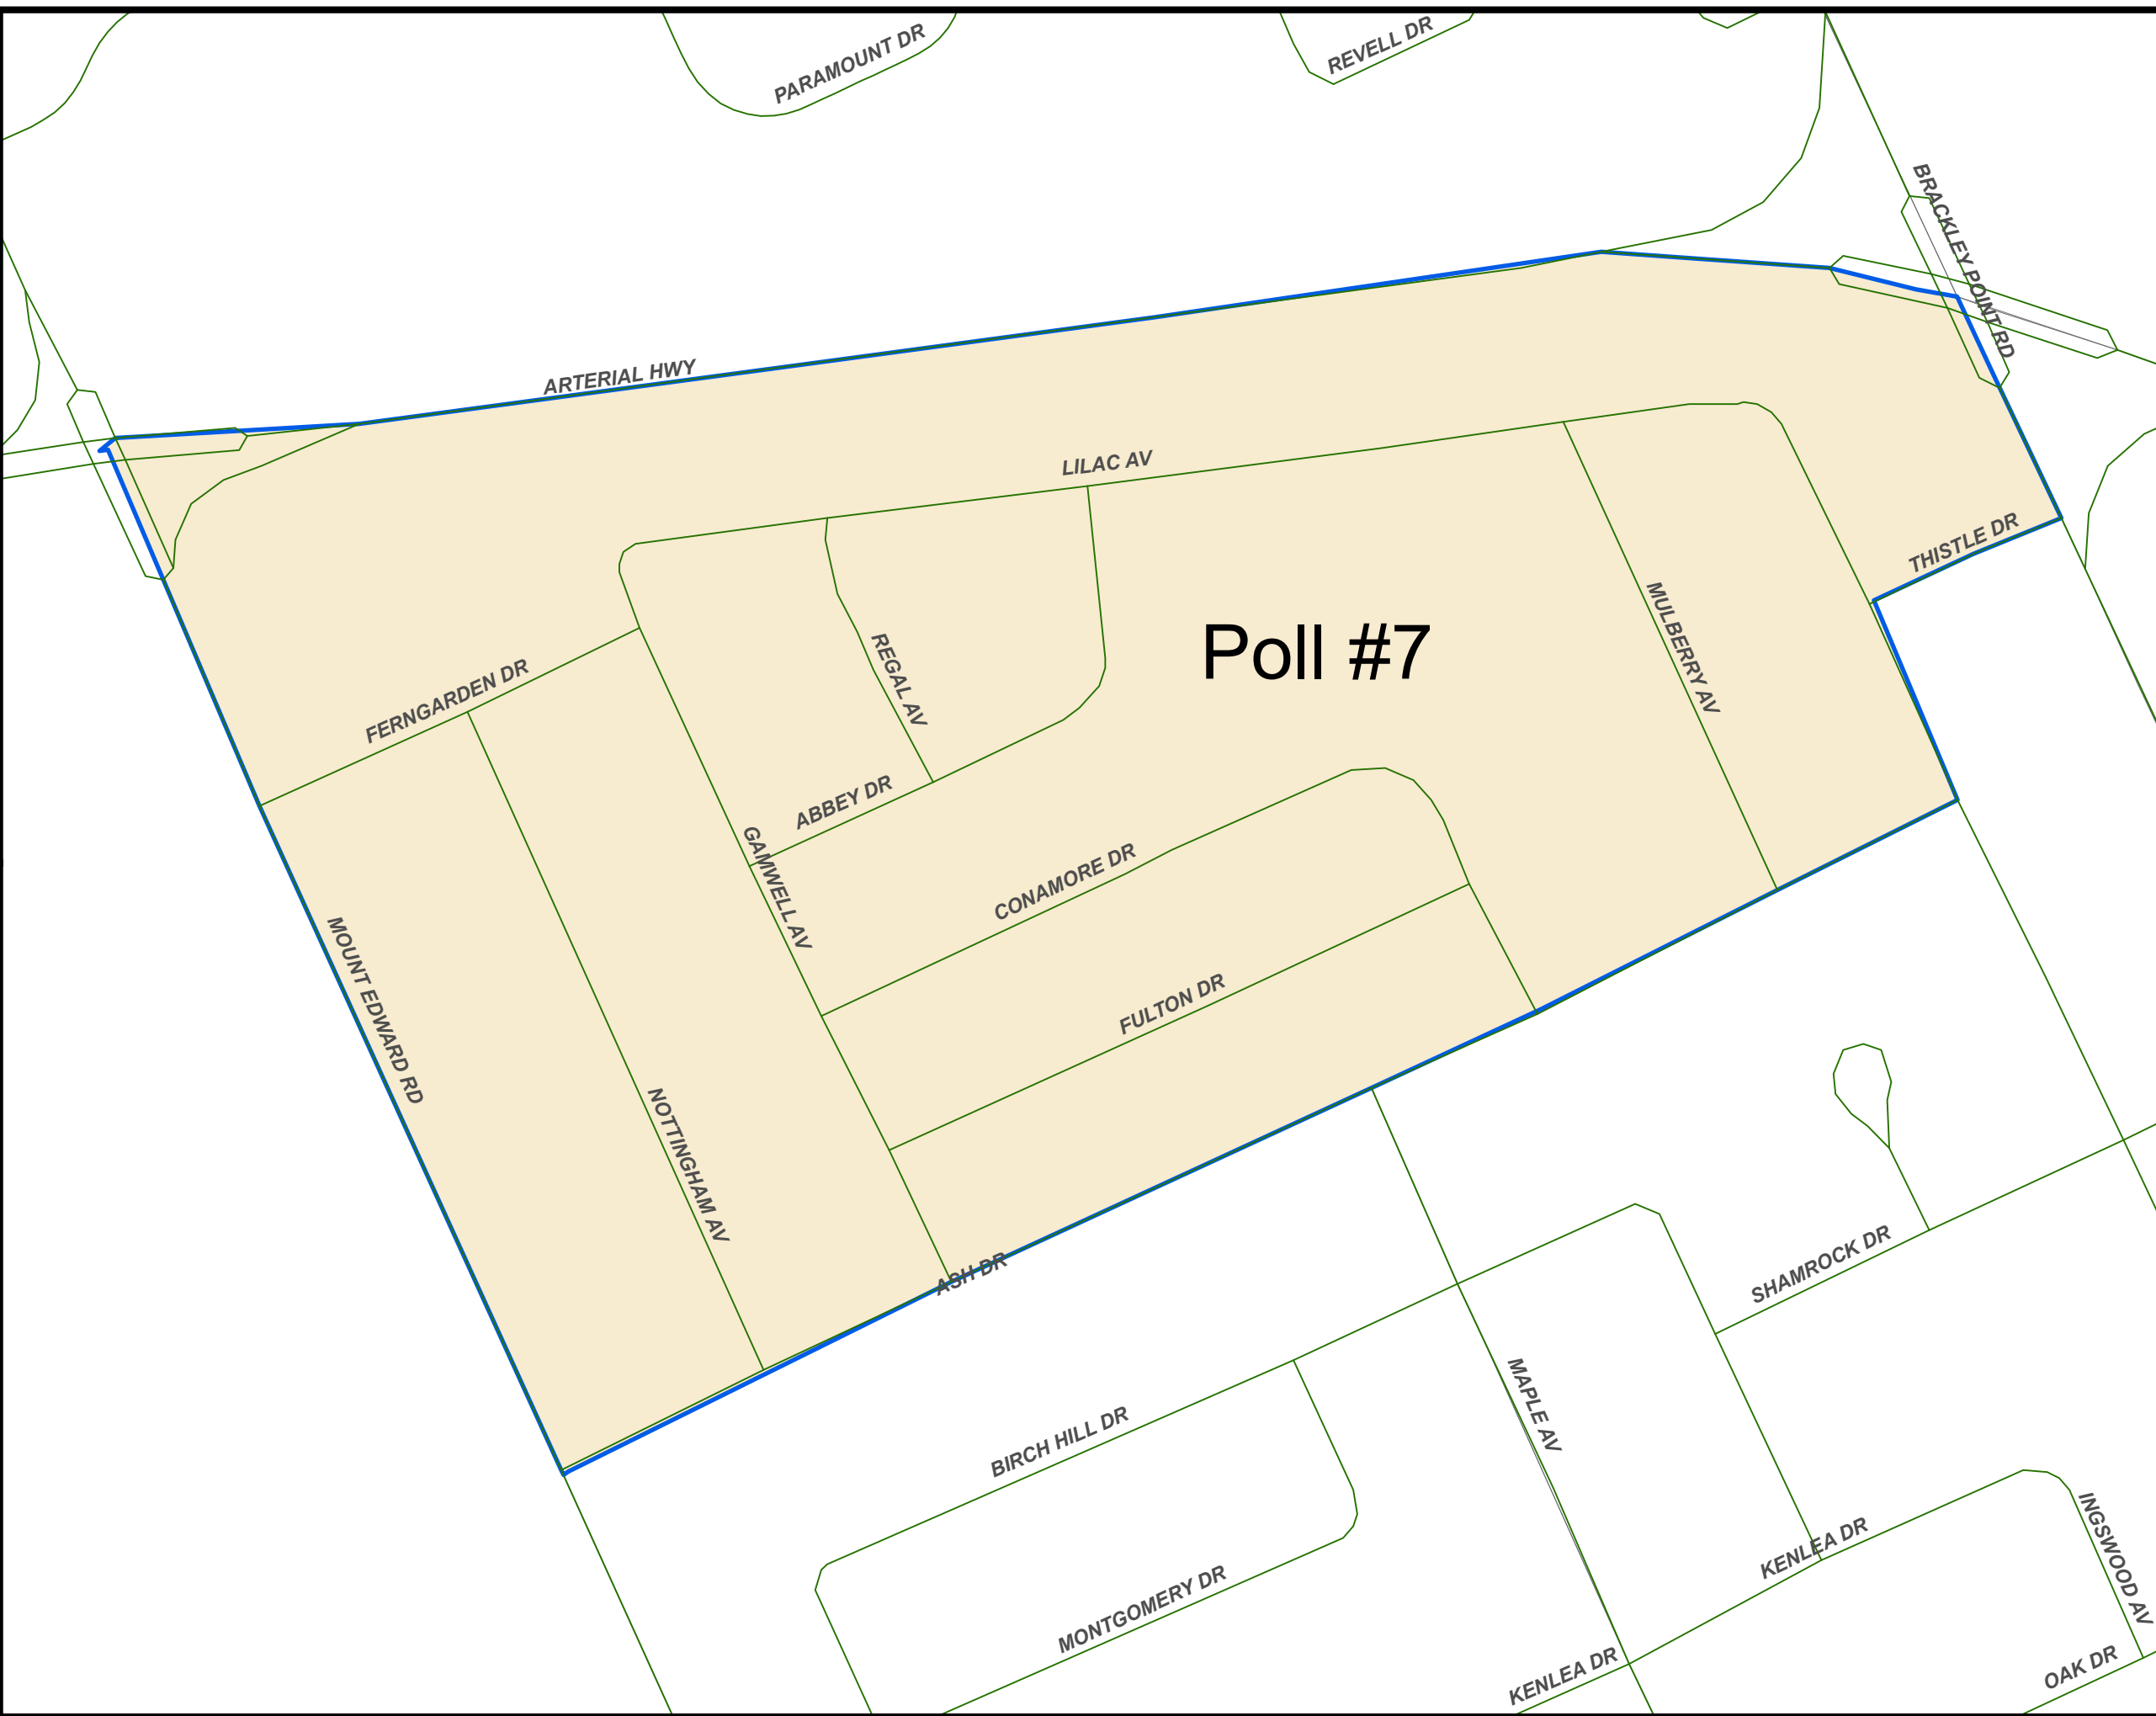 PARAMOUNT DR
REVELL DR
BRACKLEY POINT RD
ARTERIAL HWY
LILAC AV
THISTLE DR
MULBERRY AV
Poll #7
REGAL AV
FERNGARDEN DR
ABBEY DR
GAMWELL AV
CONAMORE DR
MOUNT EDWARD RD
FULTON DR
NOTTINGHAM AV
ASH DR
SHAMROCK DR
MAPLE AV
BIRCH HILL DR
KENLEA DR
INGSWOOD AV
MONTGOMERY DR
KENLEA DR
OAK DR